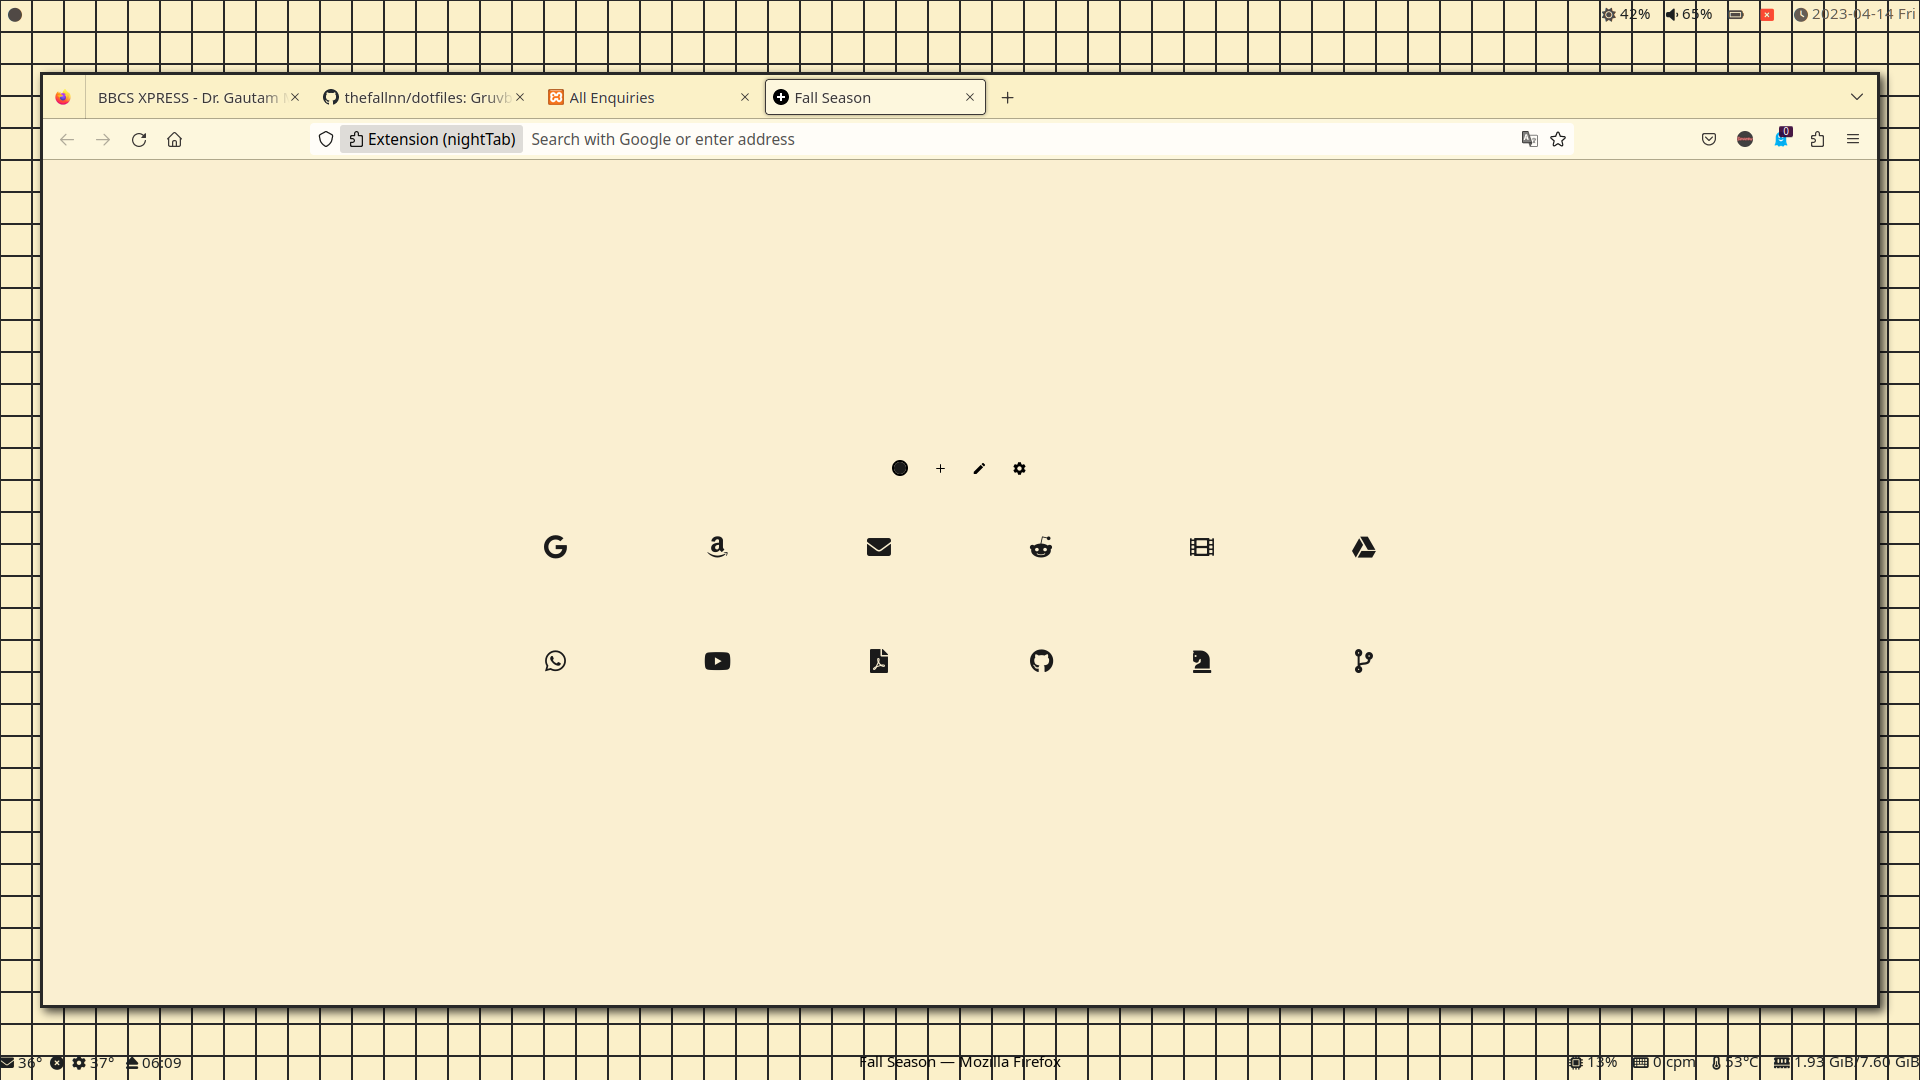 42% 65% 2023-04-14 Fri
BBCS XPRESS - Dr. Gautam
thefallnn/dotfiles: Gruvb
All Enquiries
Fall Season
Extension (nightTab) Search with Google or enter address
0
36° 37° 06:09
Fall Season — Mozilla Firefox
13% 0 cpm 53°C 1.93 GiB/7.60 GiB